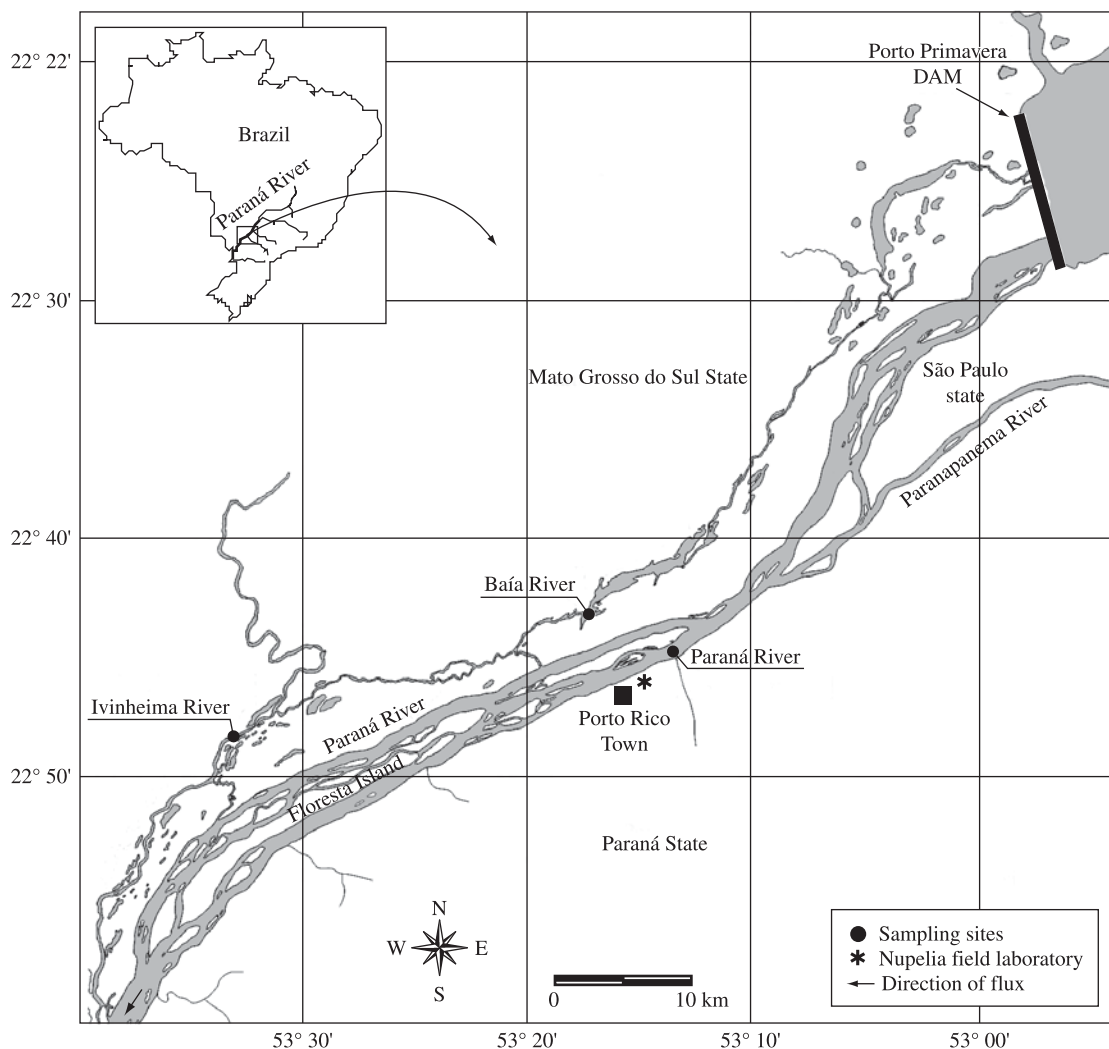 22° 22'
Porto Primavera
DAM
Brazil
Paraná River
22° 30'
Mato Grosso do Sul State
São Paulo
state
Paranapanema River
22° 40'
Baía River
Paraná River
Ivinheima River
Paraná River
Porto Rico
Town
22° 50'
Floresta Island
Paraná State
N
W E
S
0 10 km
Sampling sites
Nupelia field laboratory
Direction of flux
53° 30' 53° 20' 53° 10' 53° 00'